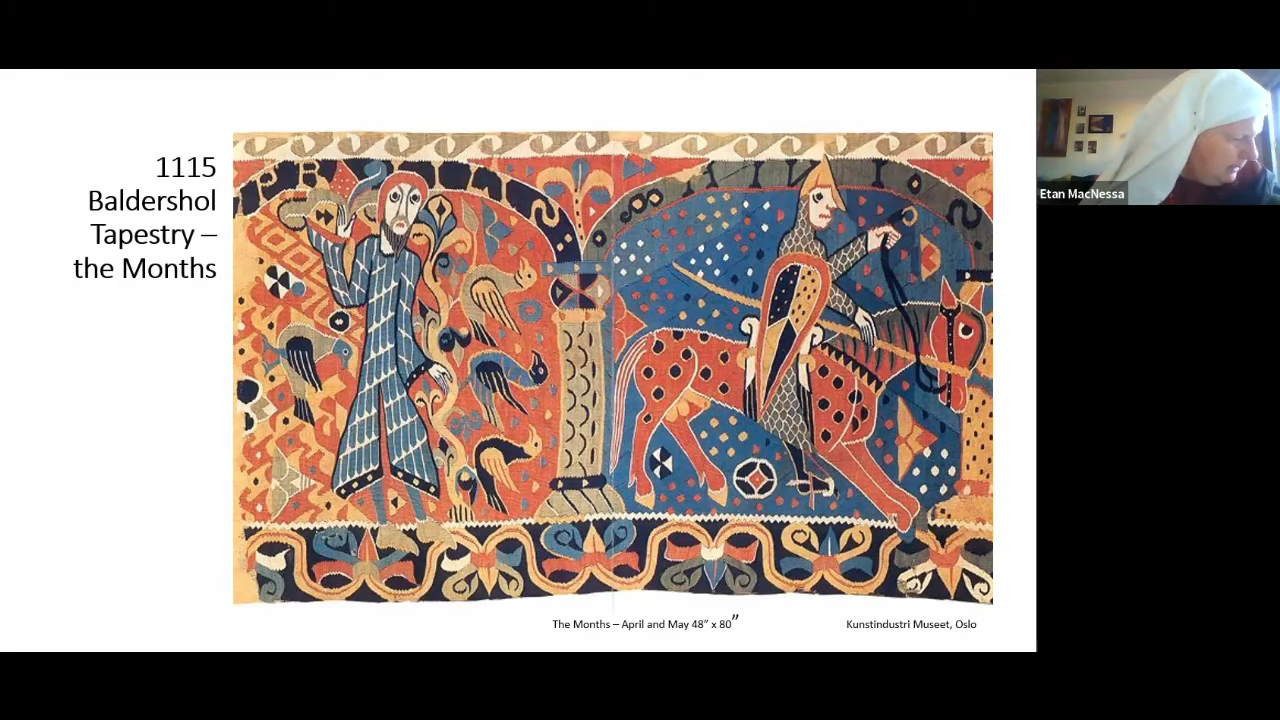 1115
Baldershol
Tapestry –
the Months
The Months – April and May 48” x 80”
Kunstindustri Museet, Oslo
Etan MacNessa